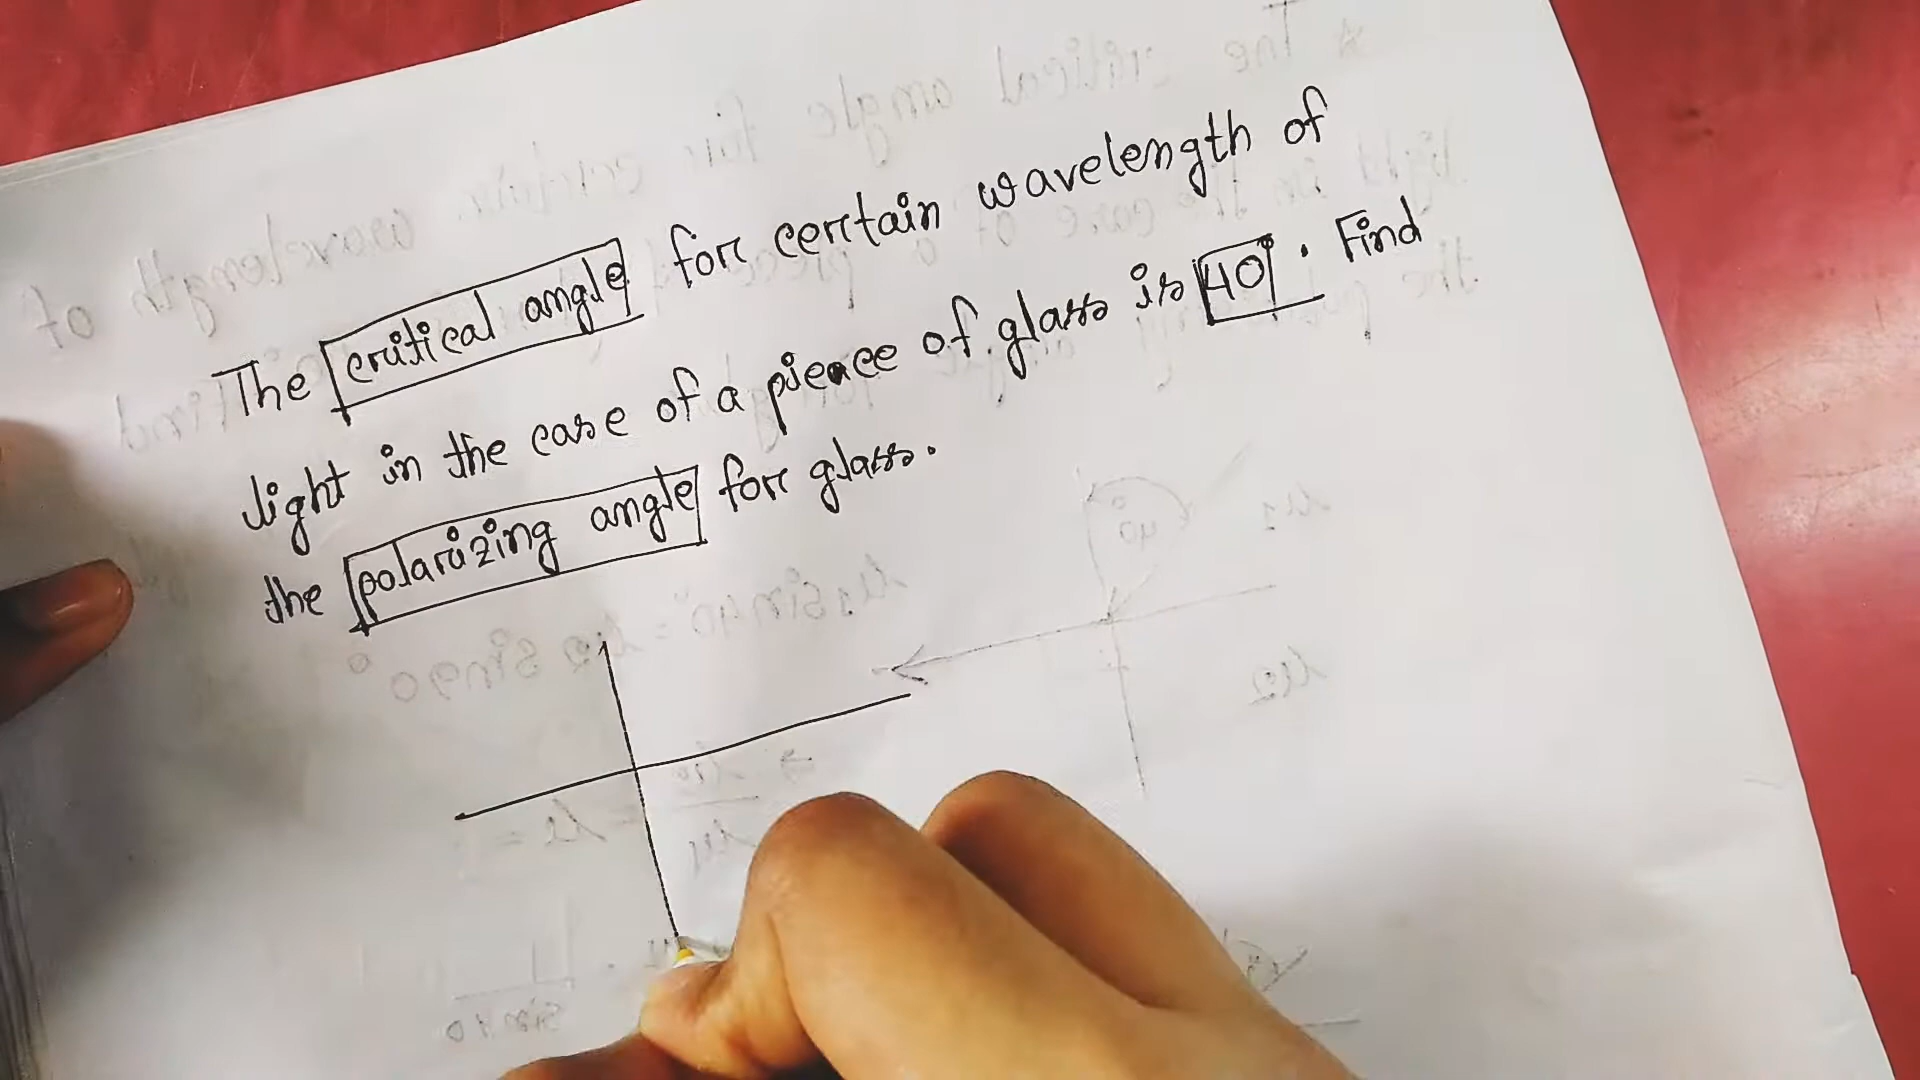 The critical angle for certain wavelength of
light in the case of a pieace of glass is 40°. Find
the polarizing angle for glass.